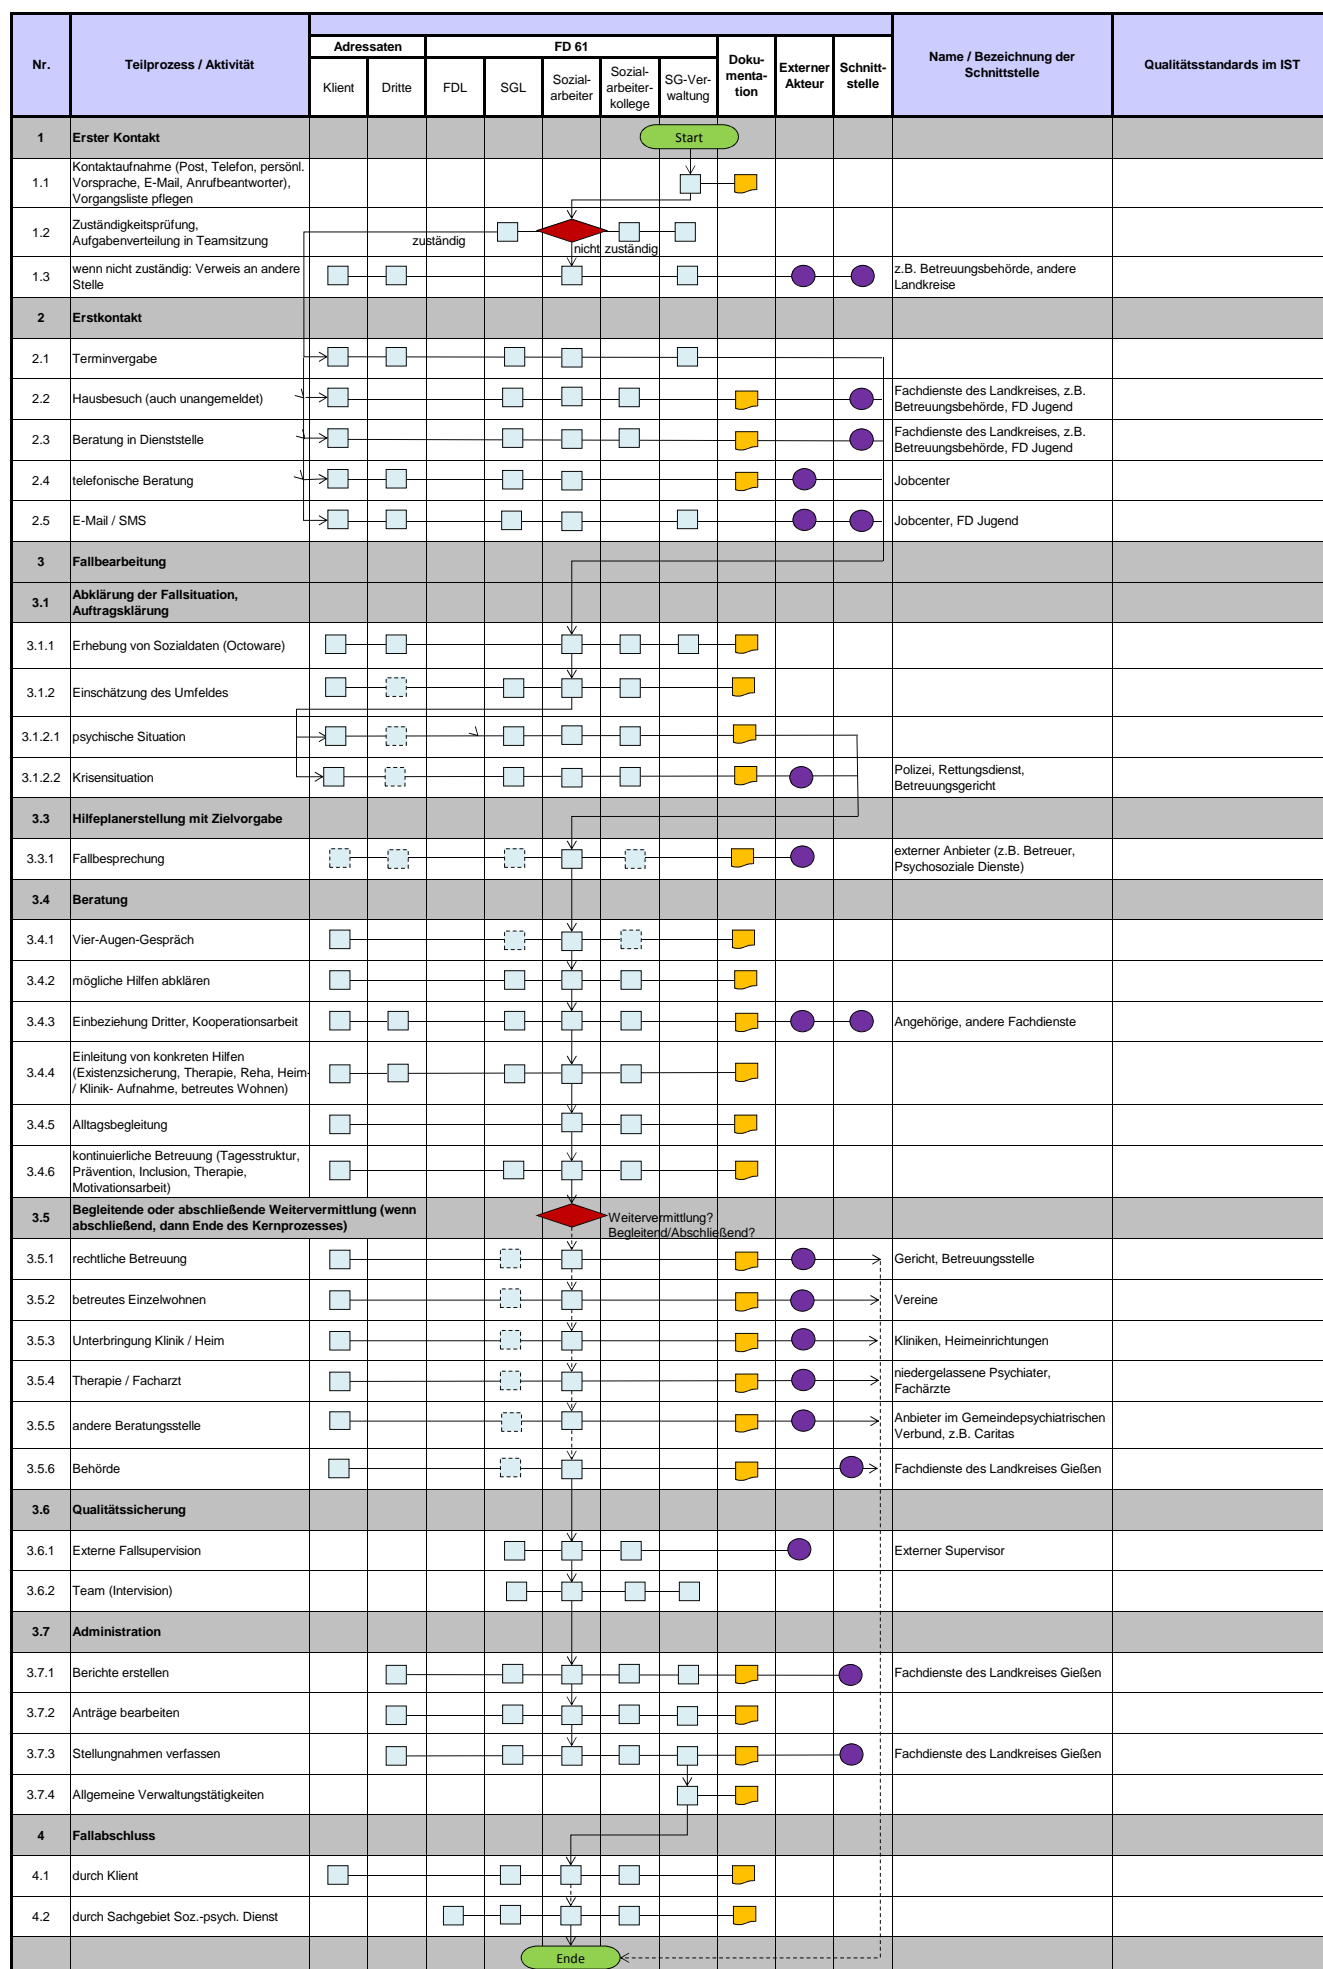 Nr.
Teilprozess / Aktivität
Adressaten
FD 61
Klient
Dritte
FDL
SGL
Sozial-
arbeiter
Sozial-
arbeiter-
kollege
SG-Ver-
waltung
Doku-
menta-
tion
Externer
Akteur
Schnitt-
stelle
Name / Bezeichnung der
Schnittstelle
Qualitätsstandards im IST
1
Erster Kontakt
Start
1.1
Kontaktaufnahme (Post, Telefon, persönl.
Vorsprache, E-Mail, Anrufbeantworter),
Vorgangsliste pflegen
1.2
Zuständigkeitsprüfung,
Aufgabenverteilung in Teamsitzung
zuständig
nicht zuständig
1.3
wenn nicht zuständig: Verweis an andere
Stelle
z.B. Betreuungsbehörde, andere
Landkreise
2
Erstkontakt
2.1
Terminvergabe
2.2
Hausbesuch (auch unangemeldet)
Fachdienste des Landkreises, z.B.
Betreuungsbehörde, FD Jugend
2.3
Beratung in Dienststelle
Fachdienste des Landkreises, z.B.
Betreuungsbehörde, FD Jugend
2.4
telefonische Beratung
Jobcenter
2.5
E-Mail / SMS
Jobcenter, FD Jugend
3
Fallbearbeitung
3.1
Abklärung der Fallsituation,
Auftragsklärung
3.1.1
Erhebung von Sozialdaten (Octoware)
3.1.2
Einschätzung des Umfeldes
3.1.2.1
psychische Situation
3.1.2.2
Krisensituation
Polizei, Rettungsdienst,
Betreuungsgericht
3.3
Hilfeplanerstellung mit Zielvorgabe
3.3.1
Fallbesprechung
externer Anbieter (z.B. Betreuer,
Psychosoziale Dienste)
3.4
Beratung
3.4.1
Vier-Augen-Gespräch
3.4.2
mögliche Hilfen abklären
3.4.3
Einbeziehung Dritter, Kooperationsarbeit
Angehörige, andere Fachdienste
3.4.4
Einleitung von konkreten Hilfen
(Existenzsicherung, Therapie, Reha, Heim-
/ Klinik- Aufnahme, betreutes Wohnen)
3.4.5
Alltagsbegleitung
3.4.6
kontinuierliche Betreuung (Tagesstruktur,
Prävention, Inclusion, Therapie,
Motivationsarbeit)
3.5
Begleitende oder abschließende Weitervermittlung (wenn
abschließend, dann Ende des Kernprozesses)
Weitervermittlung?
Begleitend/Abschließend?
3.5.1
rechtliche Betreuung
Gericht, Betreuungsstelle
3.5.2
betreutes Einzelwohnen
Vereine
3.5.3
Unterbringung Klinik / Heim
Kliniken, Heimeinrichtungen
3.5.4
Therapie / Facharzt
niedergelassene Psychiater,
Fachärzte
3.5.5
andere Beratungsstelle
Anbieter im Gemeindepsychiatrischen
Verbund, z.B. Caritas
3.5.6
Behörde
Fachdienste des Landkreises Gießen
3.6
Qualitätssicherung
3.6.1
Externe Fallsupervision
Externer Supervisor
3.6.2
Team (Intervision)
3.7
Administration
3.7.1
Berichte erstellen
Fachdienste des Landkreises Gießen
3.7.2
Anträge bearbeiten
3.7.3
Stellungnahmen verfassen
Fachdienste des Landkreises Gießen
3.7.4
Allgemeine Verwaltungstätigkeiten
4
Fallabschluss
4.1
durch Klient
4.2
durch Sachgebiet Soz.-psych. Dienst
Ende